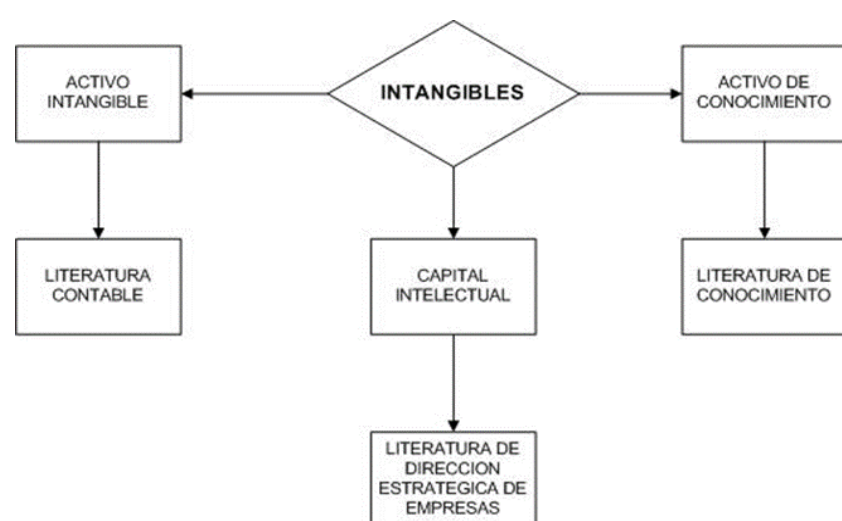 ACTIVO
INTANGIBLE
INTANGIBLES
ACTIVO DE
CONOCIMIENTO
LITERATURA
CONTABLE
CAPITAL
INTELECTUAL
LITERATURA DE
CONOCIMIENTO
LITERATURA DE
DIRECCION
ESTRATEGICA DE
EMPRESAS